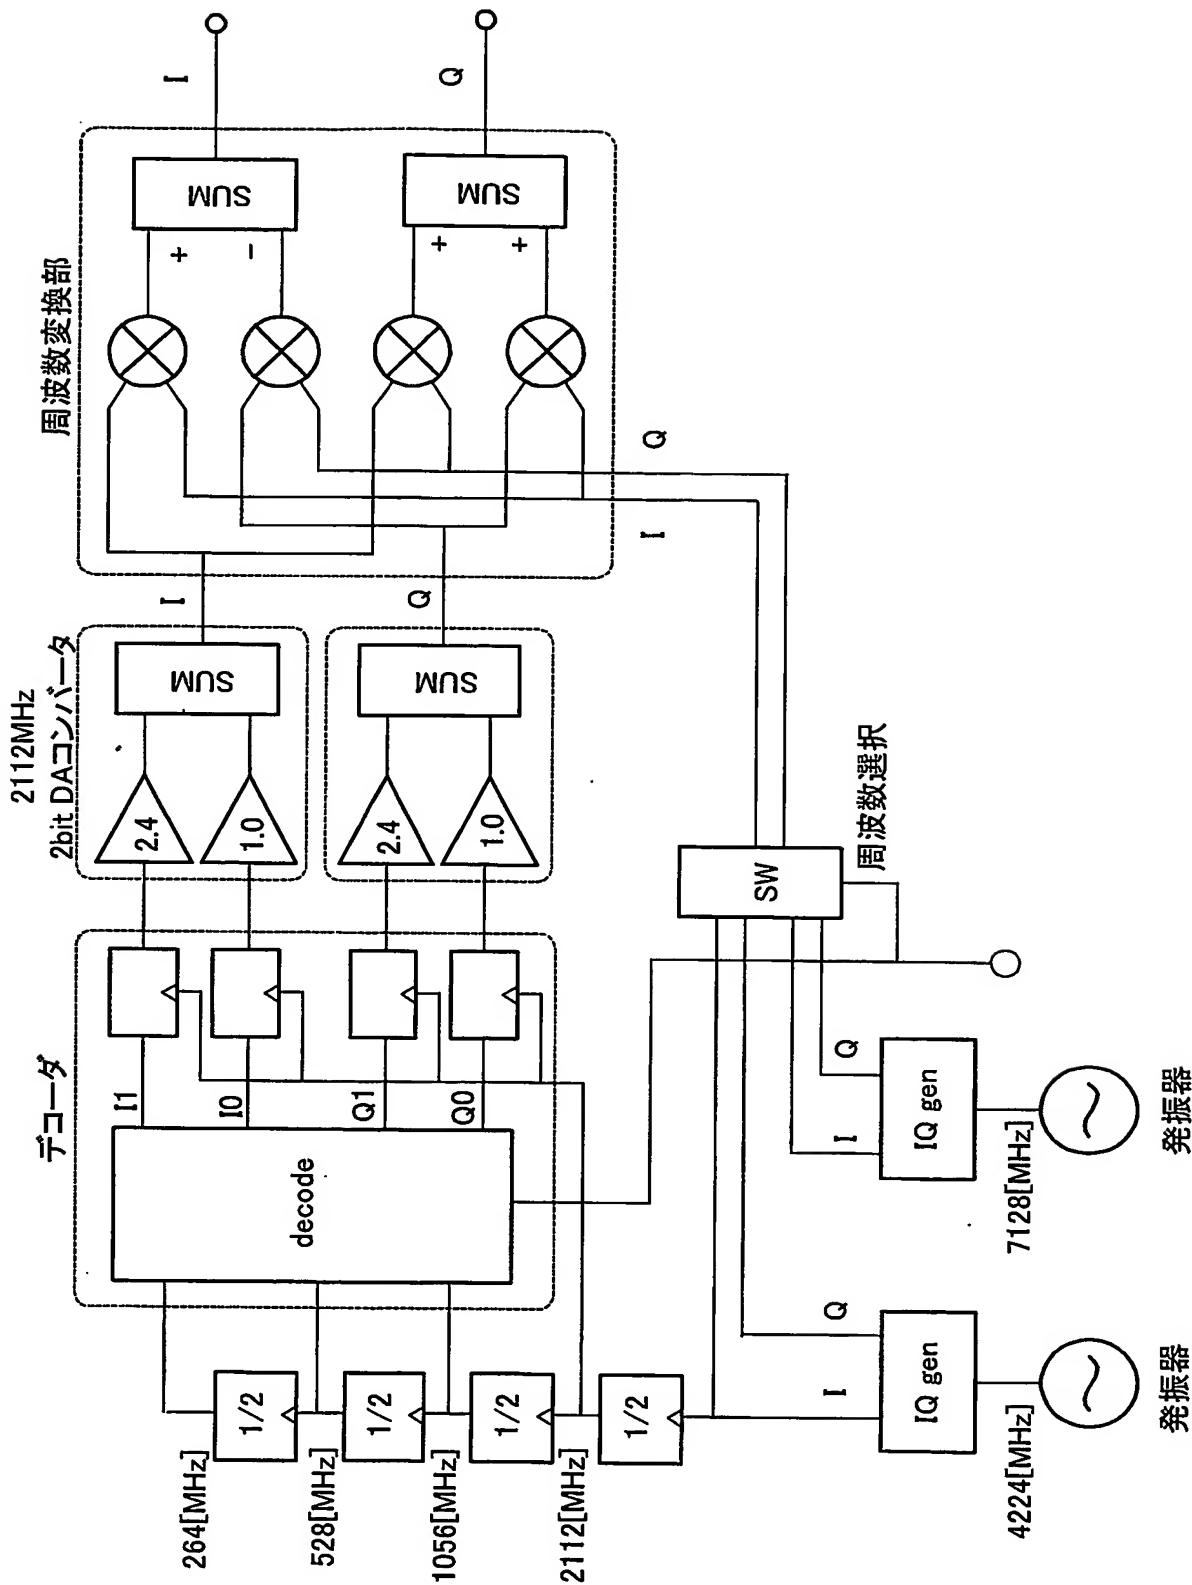 周波数変換部
I
Q
SUM
SUM
+
-
+
+
Q
I
2112MHz
2bit DAコンバータ
I
Q
SUM
SUM
2.4
1.0
2.4
1.0
周波数選択
SW
デコーダ
I1
I0
Q1
Q0
decode
I
Q
IQ gen
7128[MHz]
発振器
264[MHz]
528[MHz]
1056[MHz]
2112[MHz]
1/2
1/2
1/2
1/2
I
Q
IQ gen
4224[MHz]
発振器